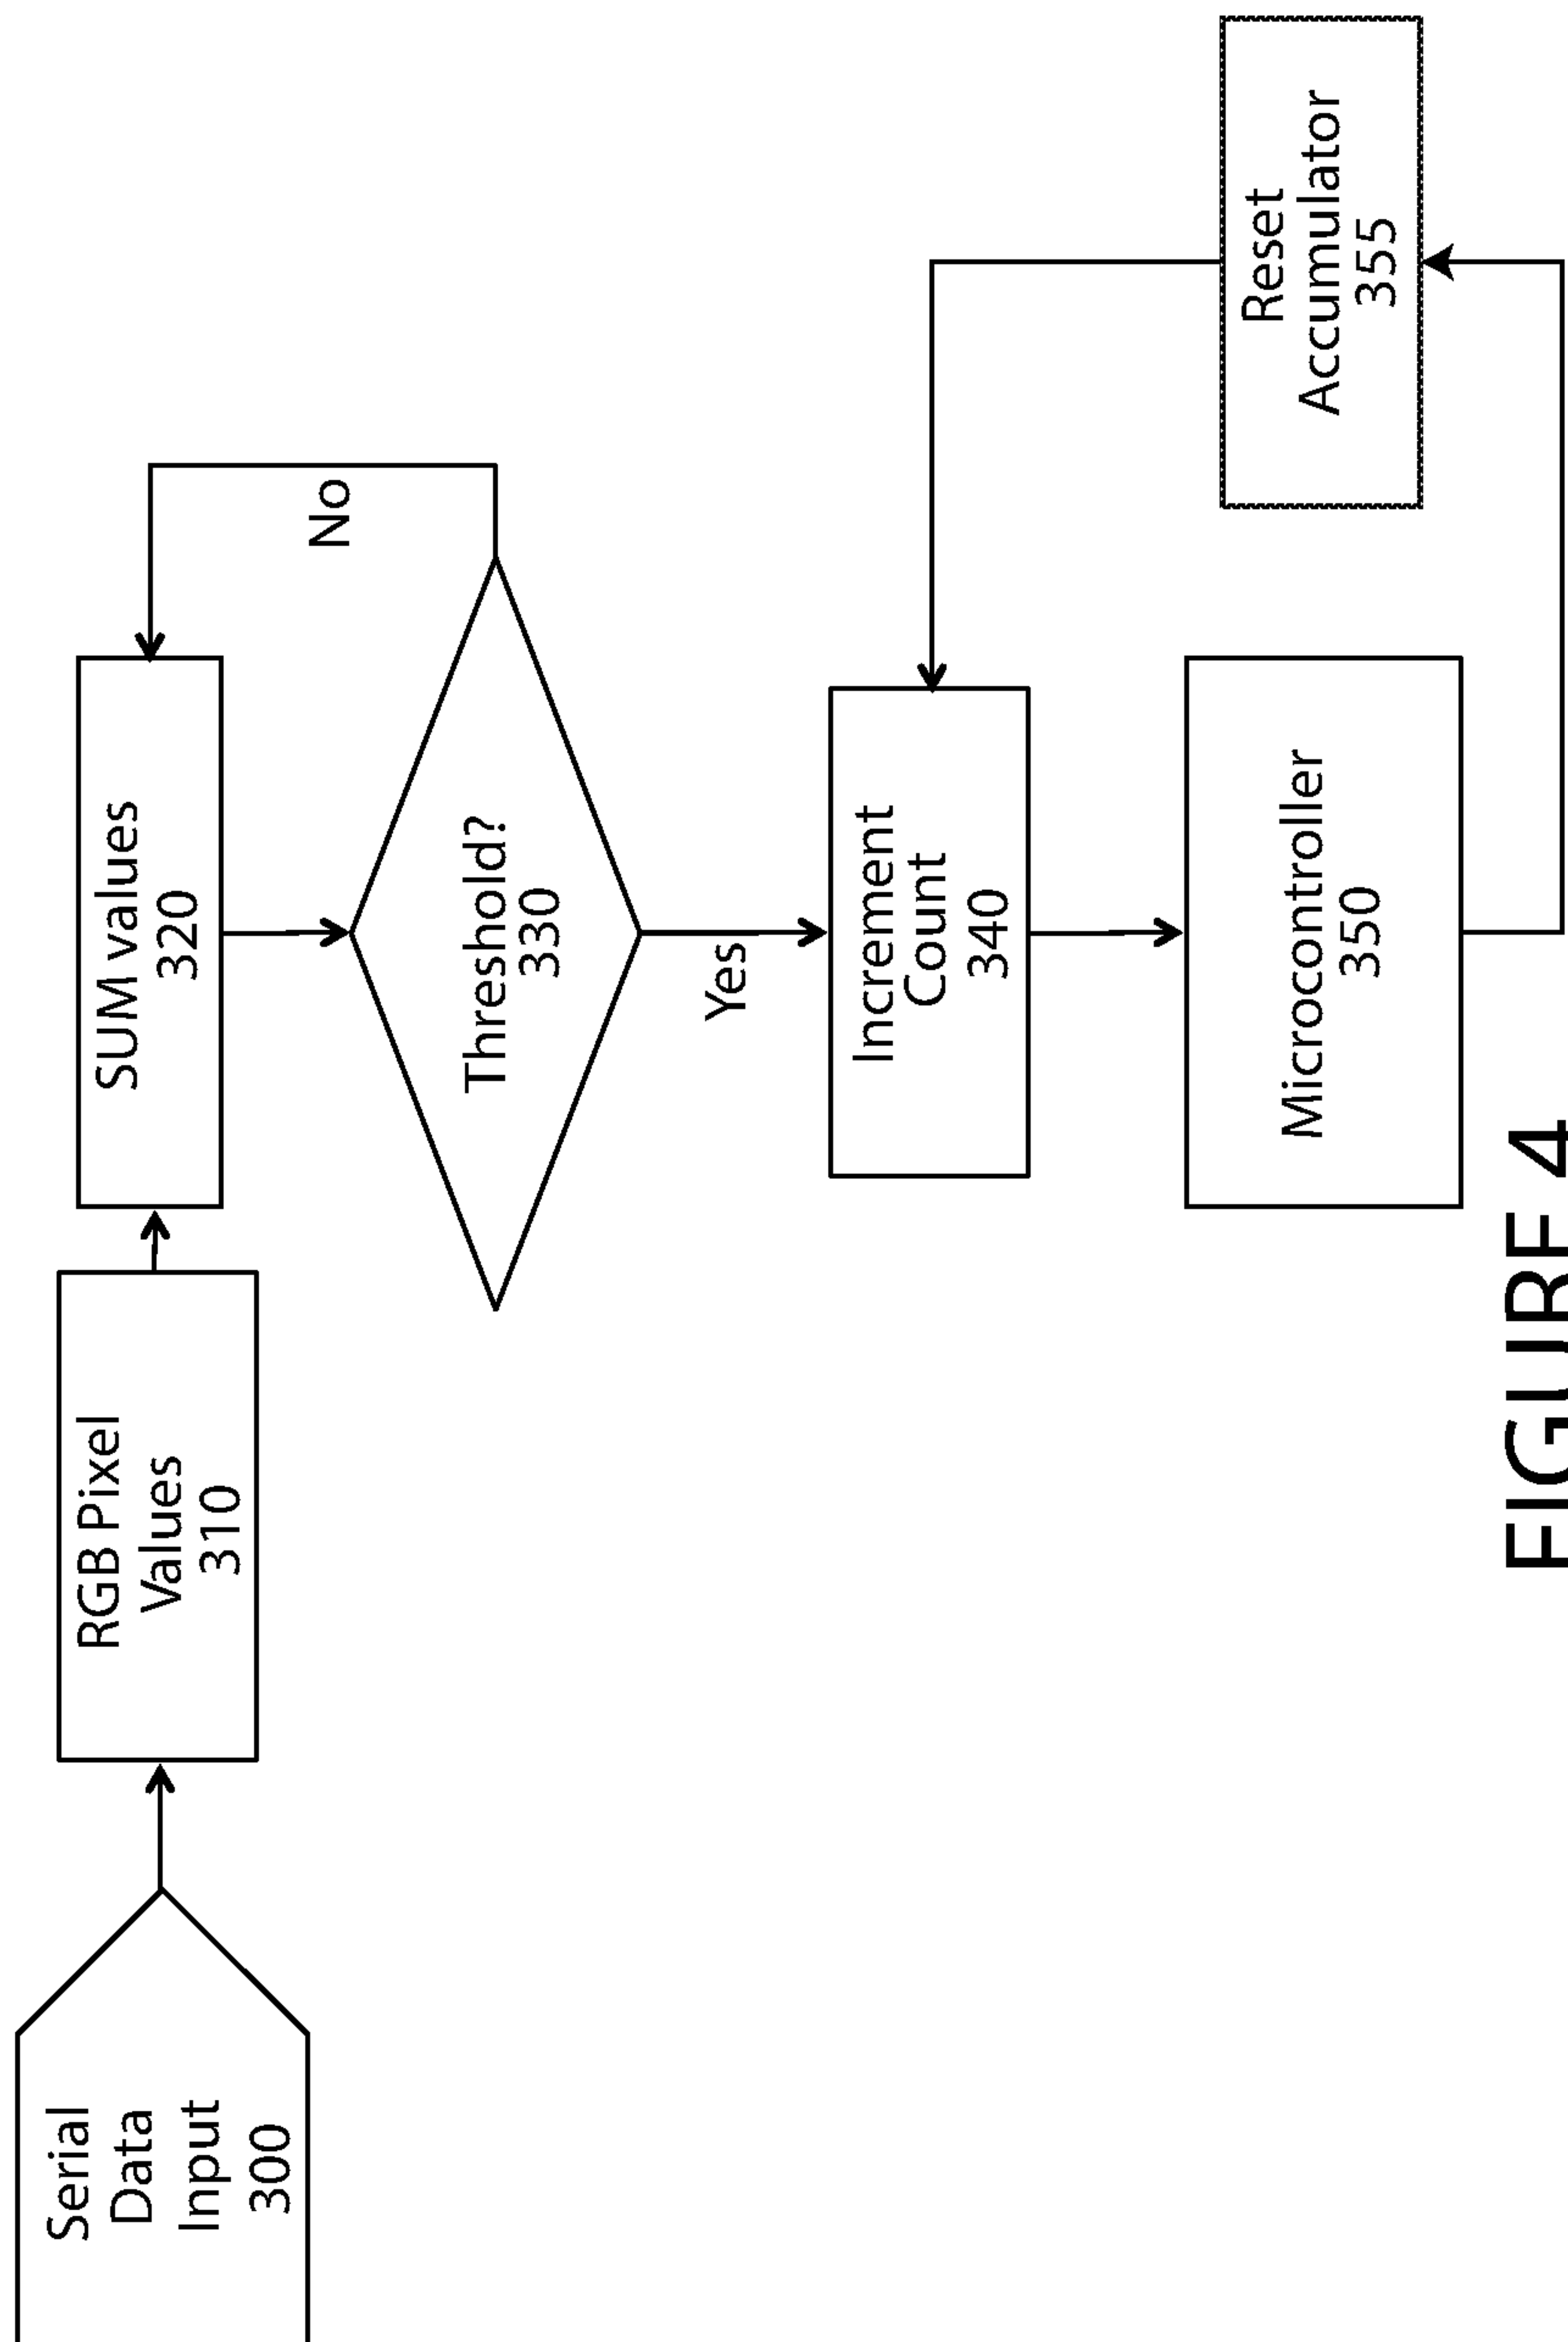 Serial
Data
Input
300
RGB Pixel
Values
310
SUM values
320
No
Threshold?
330
Yes
Increment
Count
340
Microcontroller
350
Reset
Accumulator
355
FIGURE 4